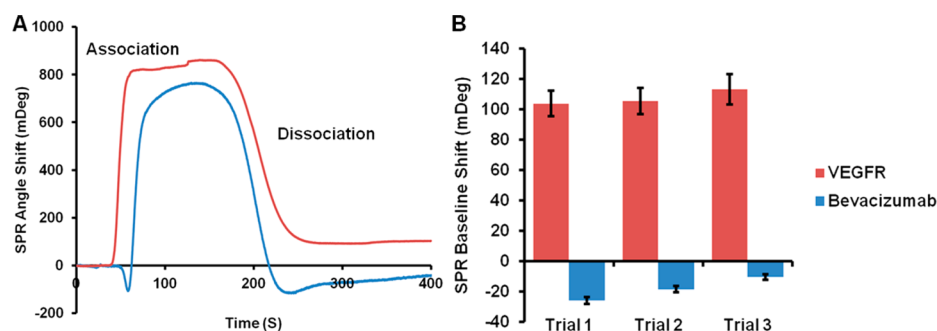 A
B
Association
Dissociation
SPR Angle Shift (mDeg)
1000
800
600
400
200
0
-200
0
100
200
300
400
Time (S)
SPR Baseline Shift (mDeg)
140
120
100
80
60
40
20
0
-20
-40
Trial 1
Trial 2
Trial 3
VEGFR
Bevacizumab